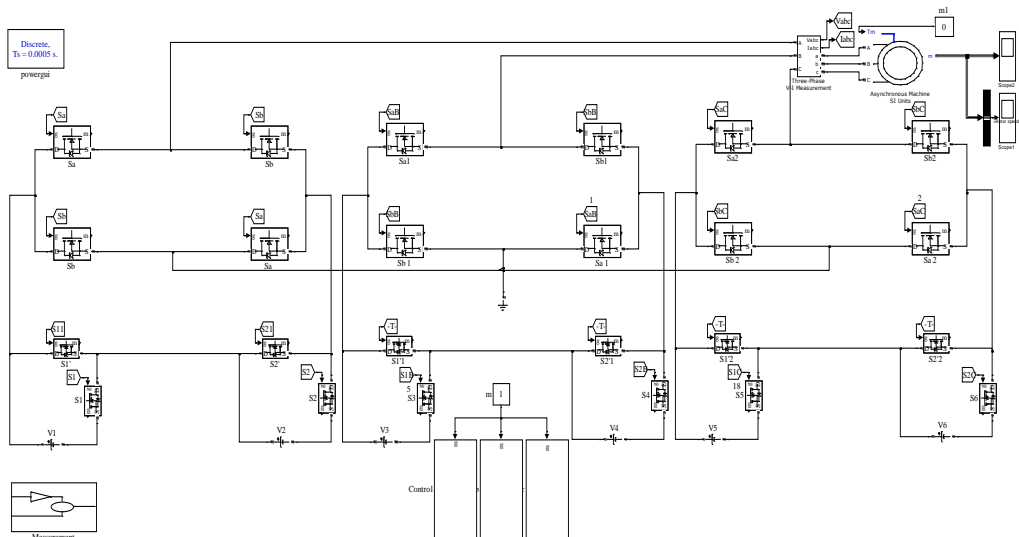 Discrete,
Ts = 0.0005 s.
powergui
Vabc
Iabc
m1
0
Tm
A
B
C
Vabc
Iabc
a
b
c
Three-Phase
V-I Measurement
A
B
C
m
Asynchronous Machine
SI Units
Scope2
Scope1
Sa
g
m
D
S
Sa
Sb
g
m
D
S
Sb
SaB
g
m
D
S
Sa1
SbB
g
m
D
S
Sb1
SaC
g
m
D
S
Sa2
SbC
g
m
D
S
Sb2
Sb
g
m
D
S
Sb
Sa
g
m
D
S
Sa
SbB
g
m
D
S
Sb 1
1
SaB
g
m
D
S
Sa 1
SbC
g
m
D
S
Sb 2
2
SaC
g
m
D
S
Sa 2
S11
S1'
S21
S2'
-T-
S1'1
-T-
S2'1
-T-
S1'2
-T-
S2'2
S1
S1
S2
S2
S1B
5
S3
S2B
S4
S1C
18
S5
S2C
S6
m
1
V1
V2
V3
V4
V5
V6
m
m
m
Control
Measurement